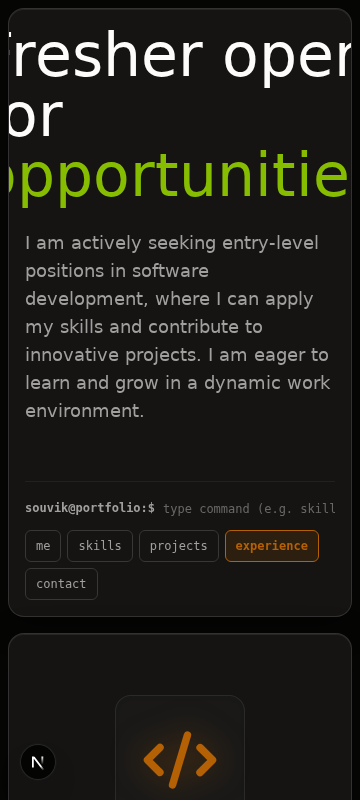 resher open
or
opportunitie
I am actively seeking entry-level
positions in software
development, where I can apply
my skills and contribute to
innovative projects. I am eager to
learn and grow in a dynamic work
environment.
souvik@portfolio:$ type command (e.g. skill
me
skills
projects
experience
contact